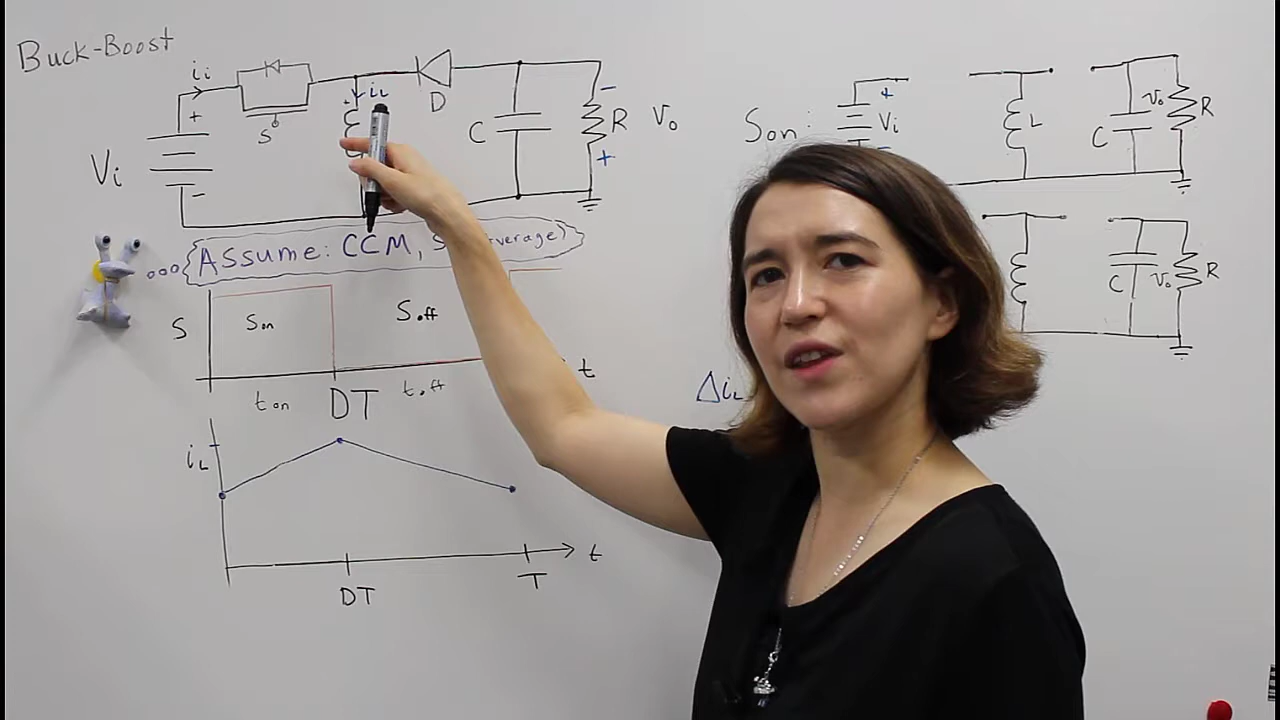 Buck-Boost
ii
iL
+
S
D
C
-
R
+
Vo
Vi
+
-
Assume: CCM, S
verage)
S
Son
Soff
t
ton
DT
toff
iL
t
DT
T
Son:
+
Vi
-
L
C
vo
R
C
vo
R
ΔiL